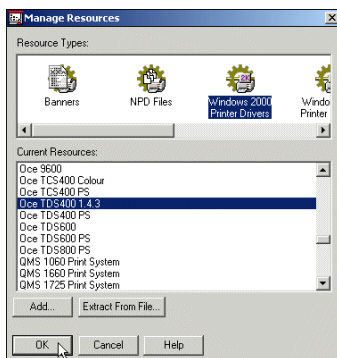 Manage Resources
Resource Types:
Banners
NPD Files
Windows 2000
Printer Drivers
Windo
Printer
Current Resources:
Oce 9600
Oce TCS400 Colour
Oce TCS400 PS
Oce TDS400 1.4.3
Oce TDS400 PS
Oce TDS600
Oce TDS600 PS
Oce TDS800 PS
QMS 1060 Print System
QMS 1660 Print System
QMS 1725 Print System
Add...
Extract From File...
OK
Cancel
Help